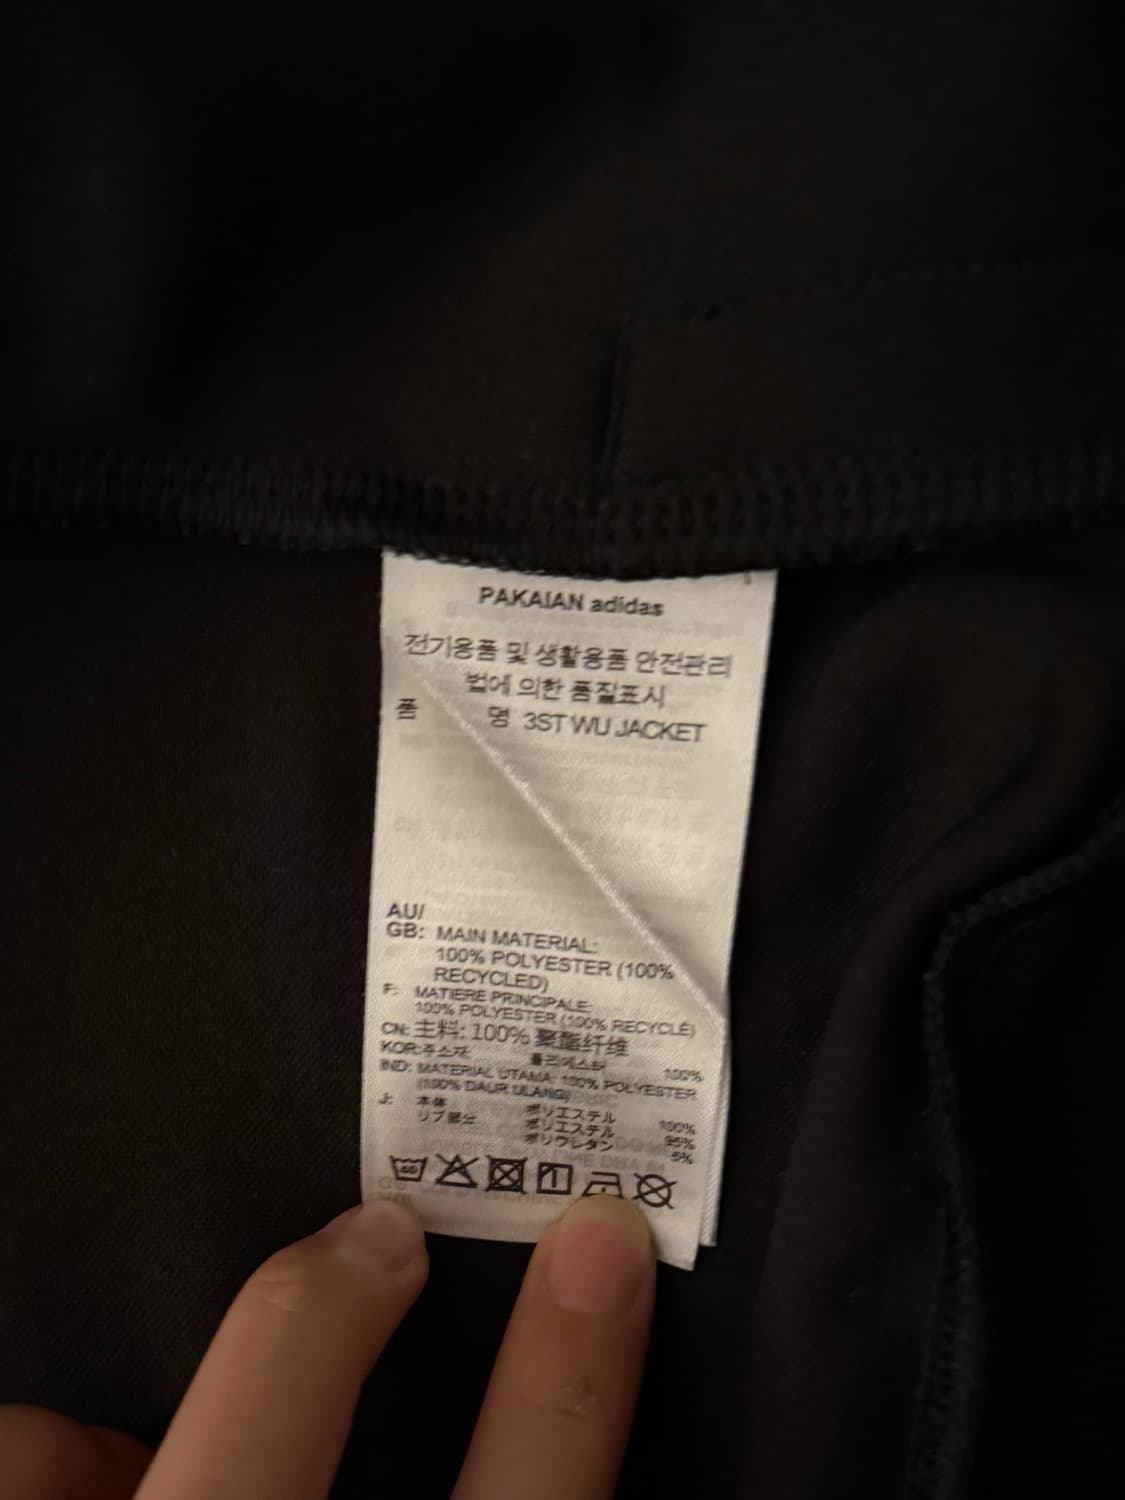 PAKAIAN adidas
전기용품 및 생활용품 안전관리
법에 의한 품질표시
품 명 3ST WU JACKET
AU/
GB: MAIN MATERIAL:
100% POLYESTER (100%
RECYCLED)
F: MATIERE PRINCIPALE:
100% POLYESTER (100% RECYCLÉ)
CN: 主料: 100% 聚酯纤维
KOR: 주소재 폴리에스터 100%
IND: MATERIAL UTAMA: 100% POLYESTER
(100% DAUR ULANG)
J: 本体 ポリエステル 100%
リブ部分 ポリエステル 95%
ポリウレタン 5%
40